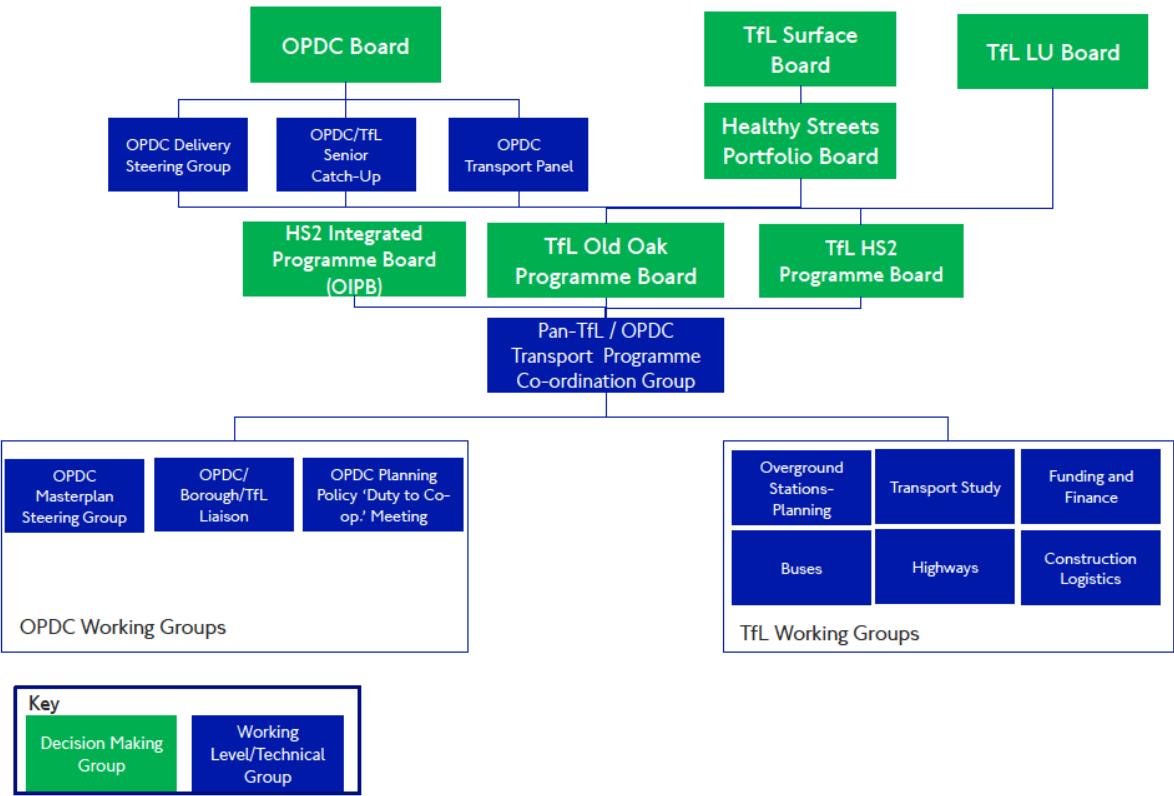 OPDC Board
TfL Surface
Board
TfL LU Board
Healthy Streets
Portfolio Board
OPDC Delivery
Steering Group
OPDC/TfL
Senior
Catch-Up
OPDC
Transport Panel
HS2 Integrated
Programme Board
(OIPB)
TfL Old Oak
Programme Board
TfL HS2
Programme Board
Pan-TfL / OPDC
Transport Programme
Co-ordination Group
OPDC
Masterplan
Steering Group
OPDC/
Borough/TfL
Liaison
OPDC Planning
Policy ‘Duty to Co-
op.’ Meeting
OPDC Working Groups
Overground
Stations-
Planning
Transport Study
Funding and
Finance
Buses
Highways
Construction
Logistics
TfL Working Groups
Key
Decision Making
Group
Working
Level/Technical
Group